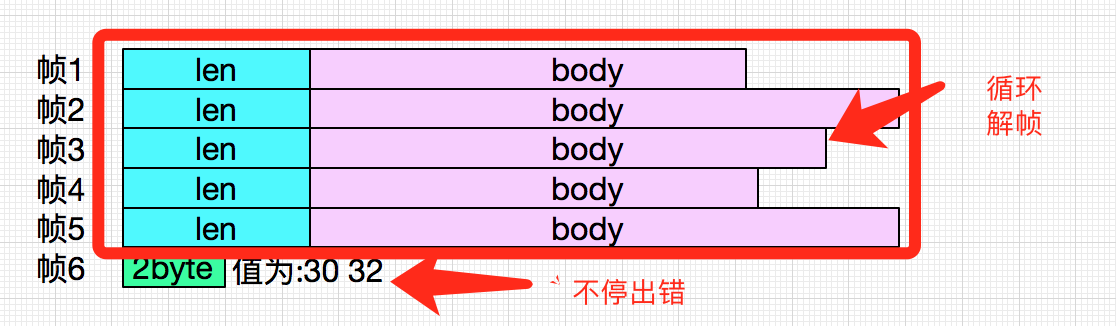 帧1 len body
帧2 len body
帧3 len body
帧4 len body
帧5 len body
帧6 2byte 值为:30 32
循环
解帧
不停出错